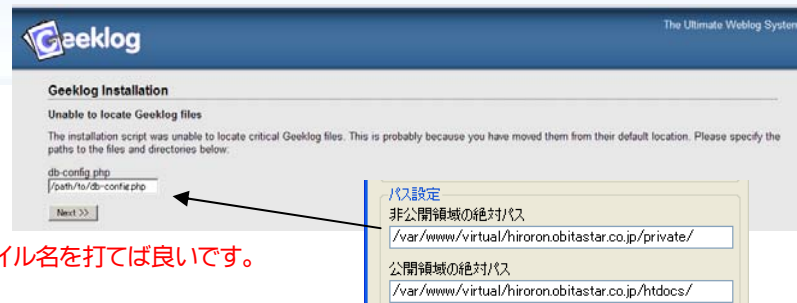 Geeklog
The Ultimate Weblog System
Geeklog Installation
Unable to locate Geeklog files
The installation script was unable to locate critical Geeklog files. This is probably because you have moved them from their default location. Please specify the
paths to the files and directories below:
db-config.php
/path/to/db-config.php
Next >>
パス設定
非公開領域の絶対パス
/var/www/virtual/hiroron.obitastar.co.jp/private/
公開領域の絶対パス
/var/www/virtual/hiroron.obitastar.co.jp/htdocs/
イル名を打てば良いです。